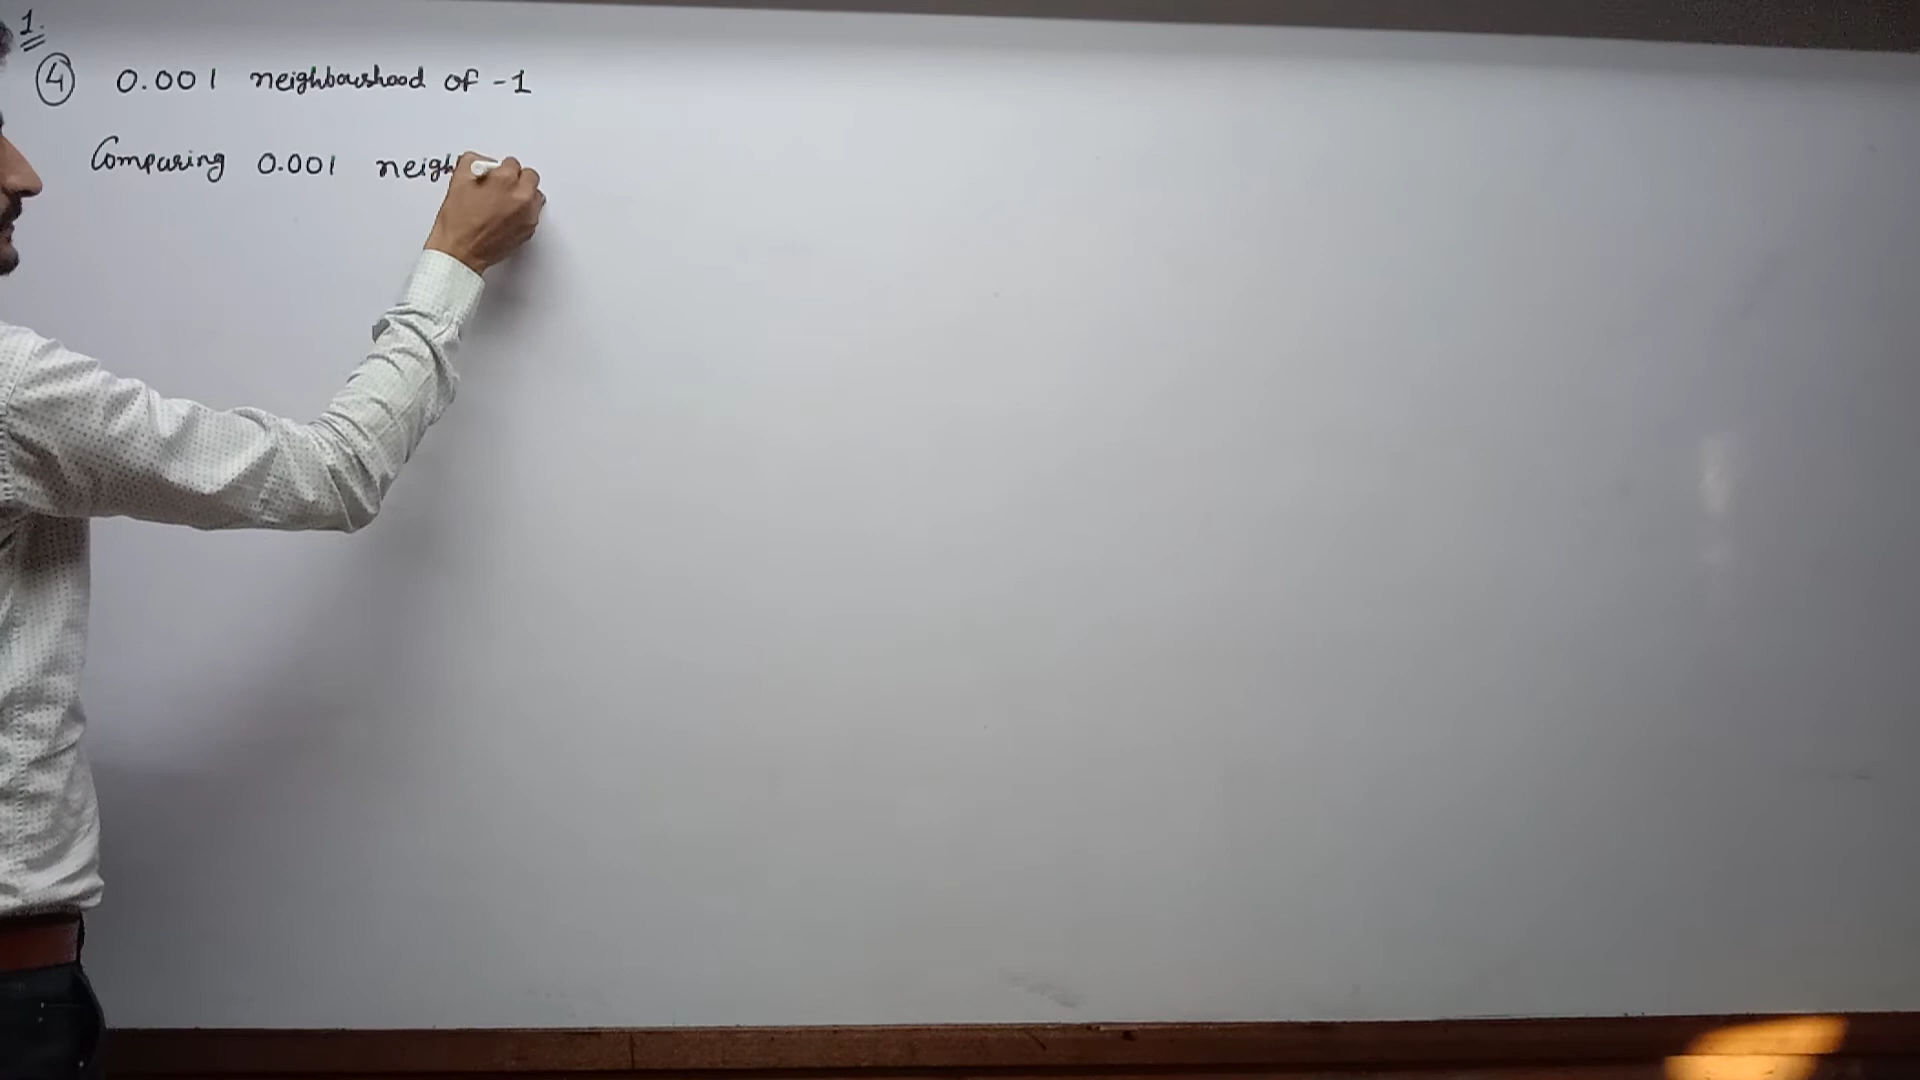 1.
④ 0.001 neighbourhood of -1
Comparing 0.001 neigh